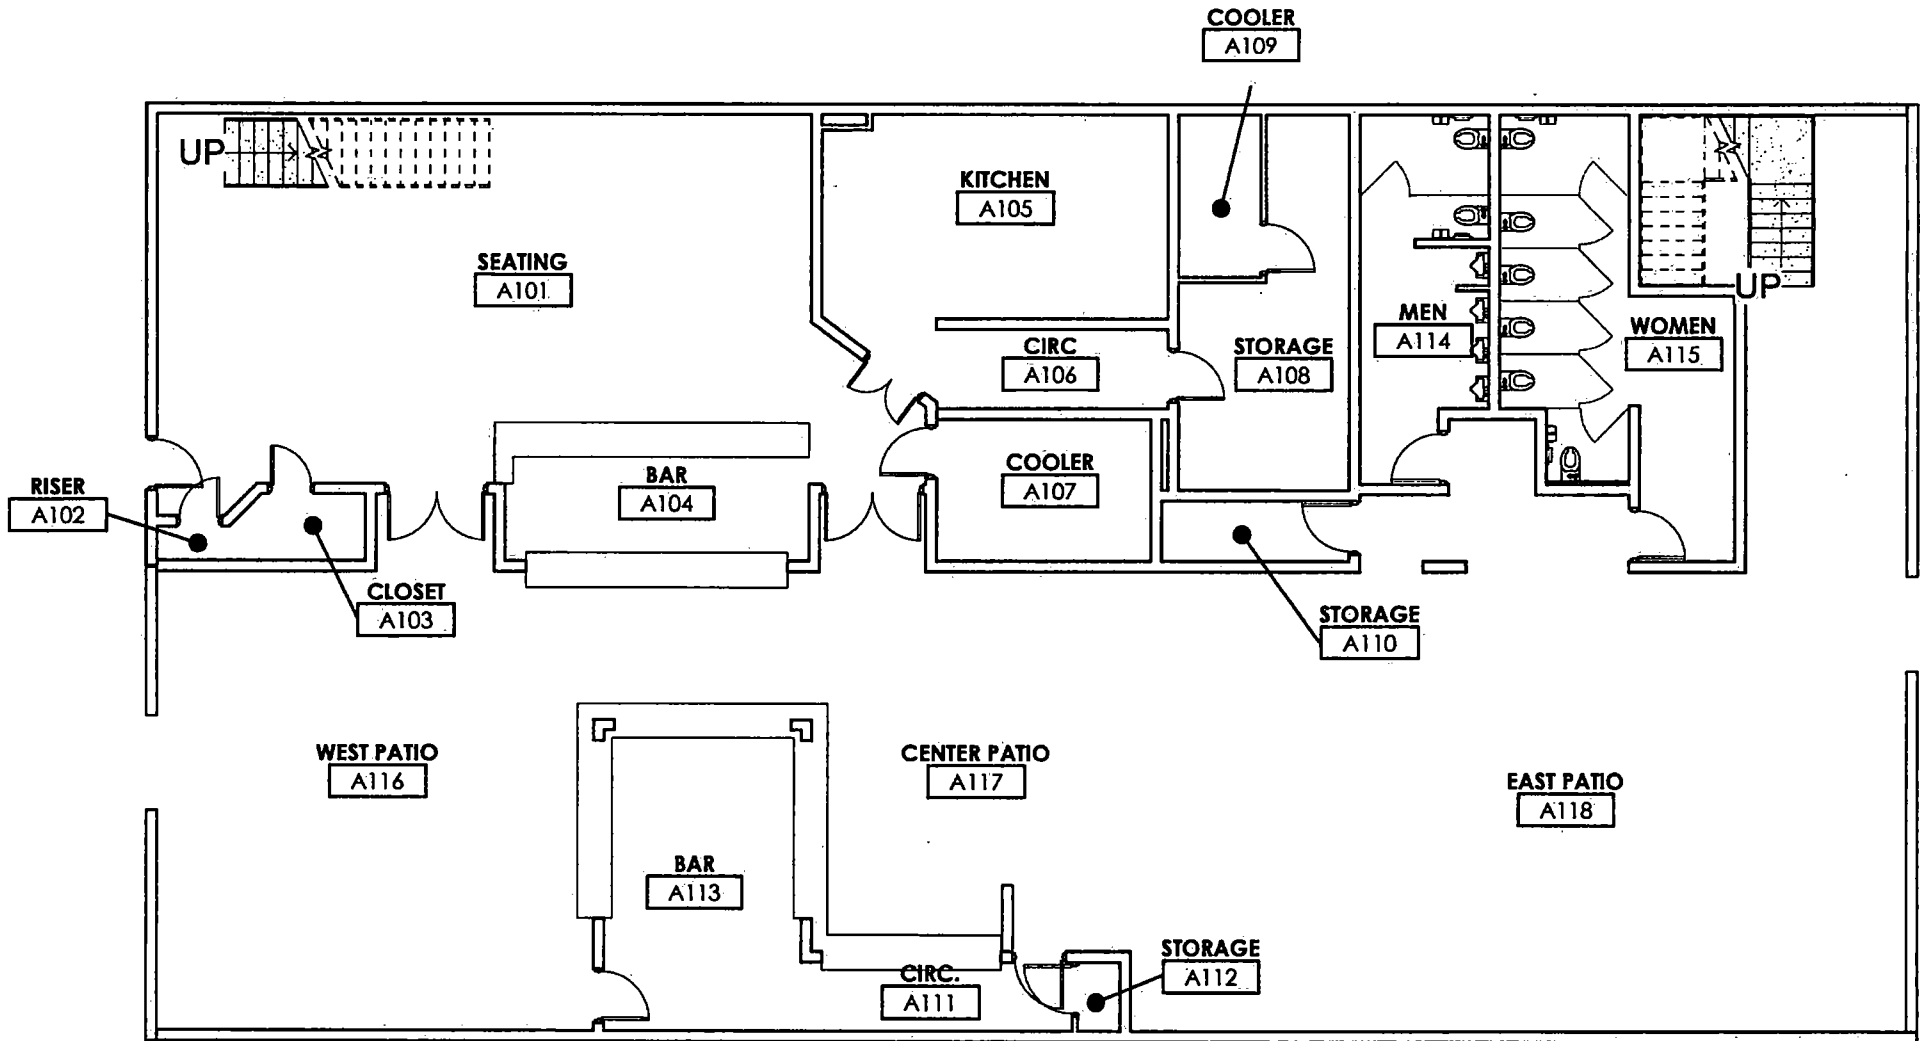 COOLER
A109
UP
KITCHEN
A105
SEATING
A101
UP
MEN
A114
WOMEN
A115
CIRC
A106
STORAGE
A108
BAR
A104
COOLER
A107
RISER
A102
CLOSET
A103
STORAGE
A110
WEST PATIO
A116
CENTER PATIO
A117
EAST PATIO
A118
BAR
A113
STORAGE
A112
CIRC.
A111